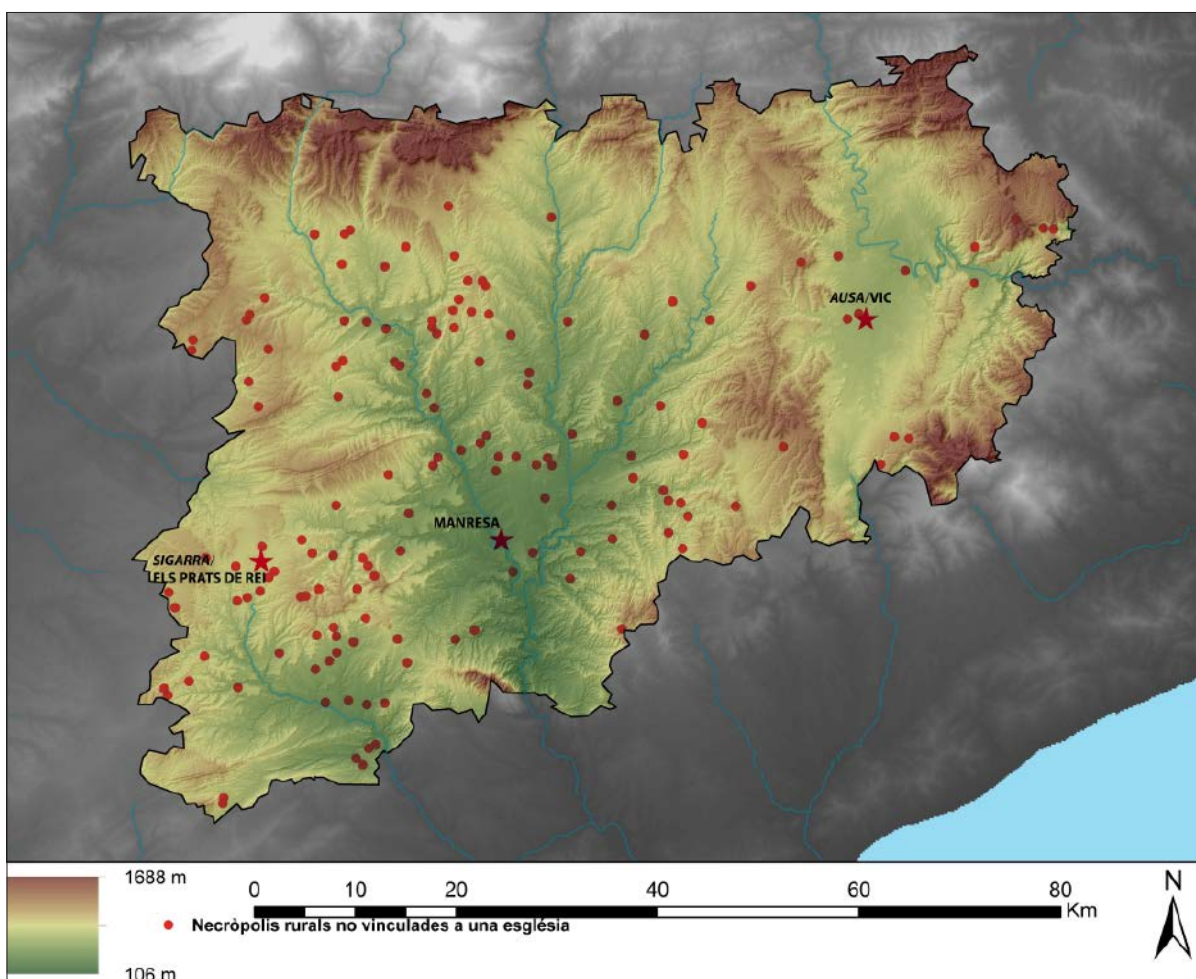 AUSA/VIC
MANRESA
SIGARRA/
ELS PRATS DE REI
1688 m
106 m
0 10 20 40 60 80
Km
N
Necròpolis rurals no vinculades a una església